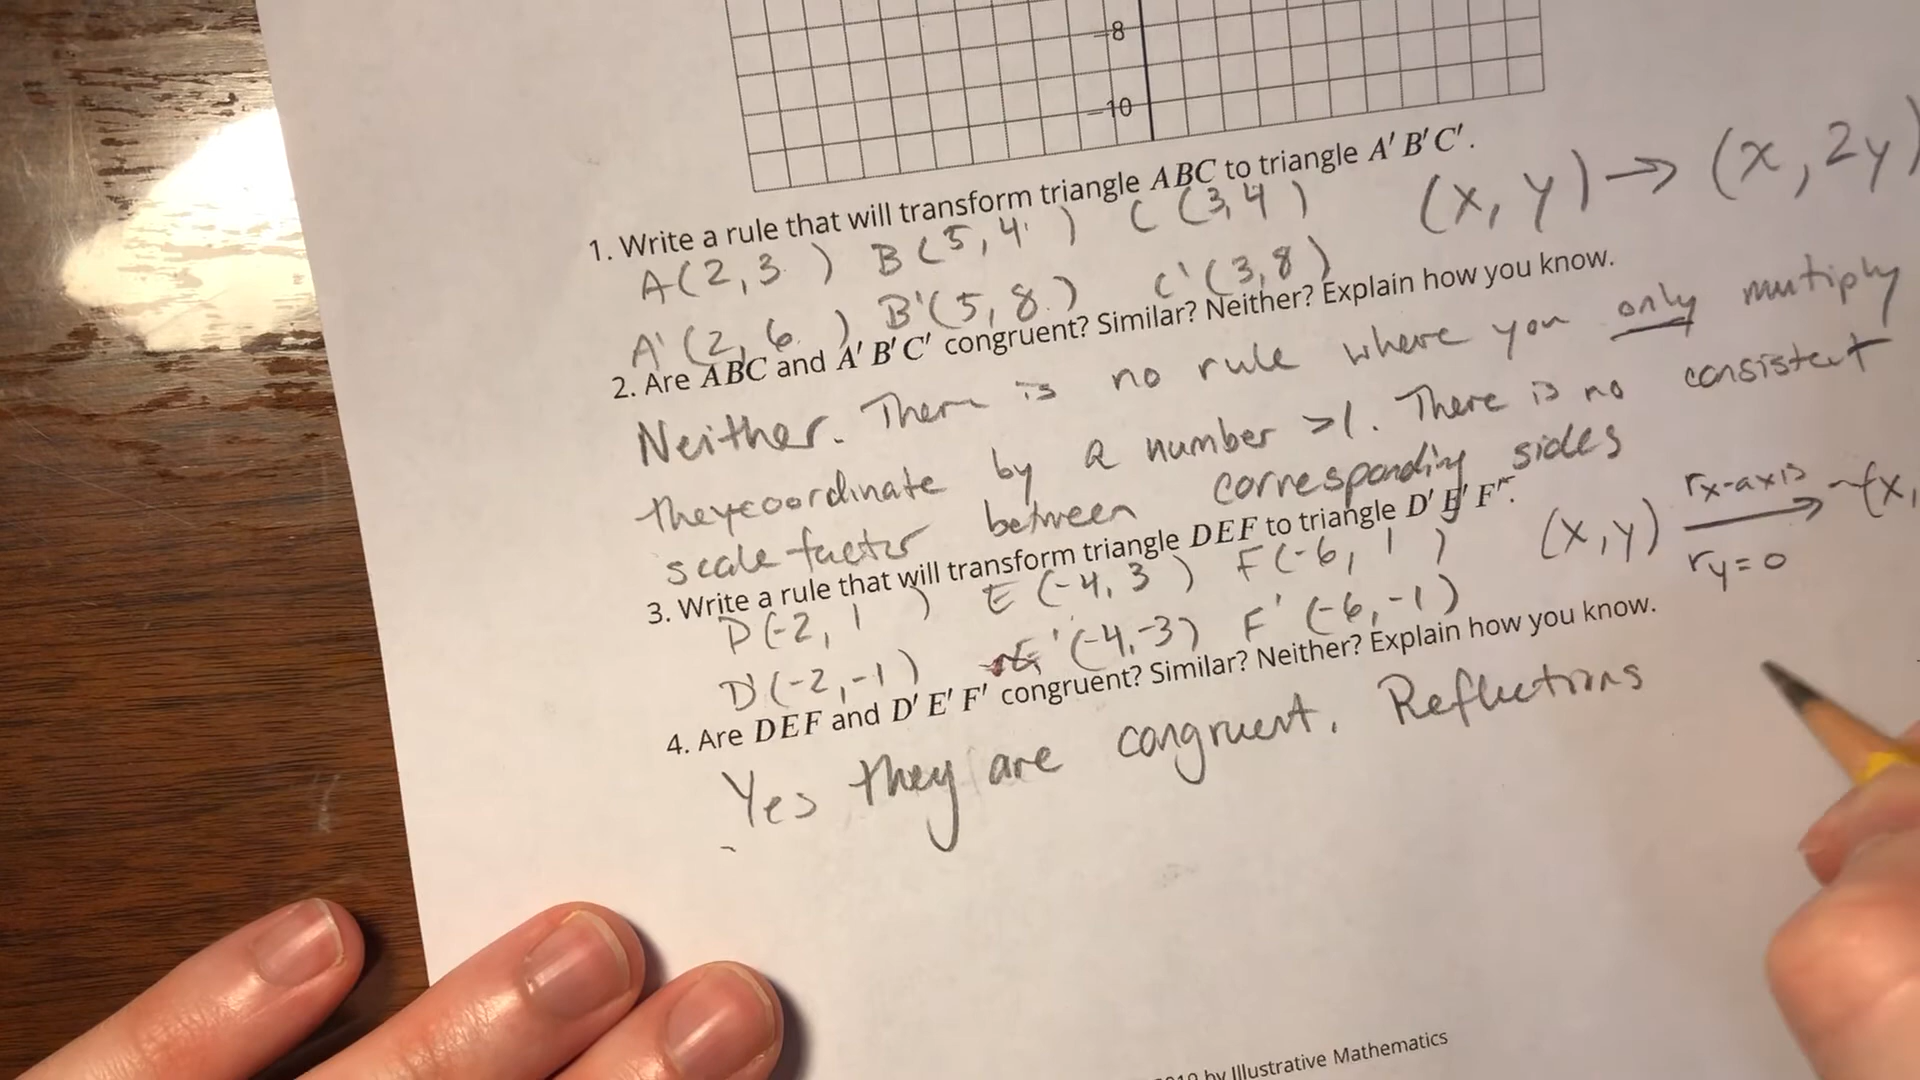 -8
-10
1. Write a rule that will transform triangle ABC to triangle A′B′C′.
A(2,3) B(5,4) C(3,4) (x,y)→(x,2y)
A'(2,6) B'(5,8) C'(3,8)
2. Are ABC and A′B′C′ congruent? Similar? Neither? Explain how you know.
Neither. There is no rule where you only multiply
the y coordinate by a number >1. There is no consistent
scale factor between corresponding sides
3. Write a rule that will transform triangle DEF to triangle D′E′F′.
D(-2, 1) E(-4, 3) F(-6, 1) (x,y) rx-axis ry=0 → (x,
D'(-2,-1) E'(-4,-3) F'(-6,-1)
4. Are DEF and D′E′F′ congruent? Similar? Neither? Explain how you know.
Yes they are congruent. Reflections
by Illustrative Mathematics